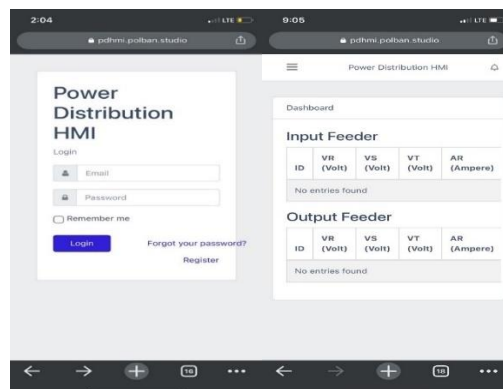 2:04
LTE
pdhmi.polban.studio
Power
Distribution
HMI
Login
Email
Password
Remember me
Login
Forgot your password?
Register
16
9:05
LTE
pdhmi.polban.studio
Power Distribution HMI
Dashboard
Input Feeder
ID VR (Volt) VS (Volt) VT (Volt) AR (Ampere)
No entries found
Output Feeder
ID VR (Volt) VS (Volt) VT (Volt) AR (Ampere)
No entries found
18